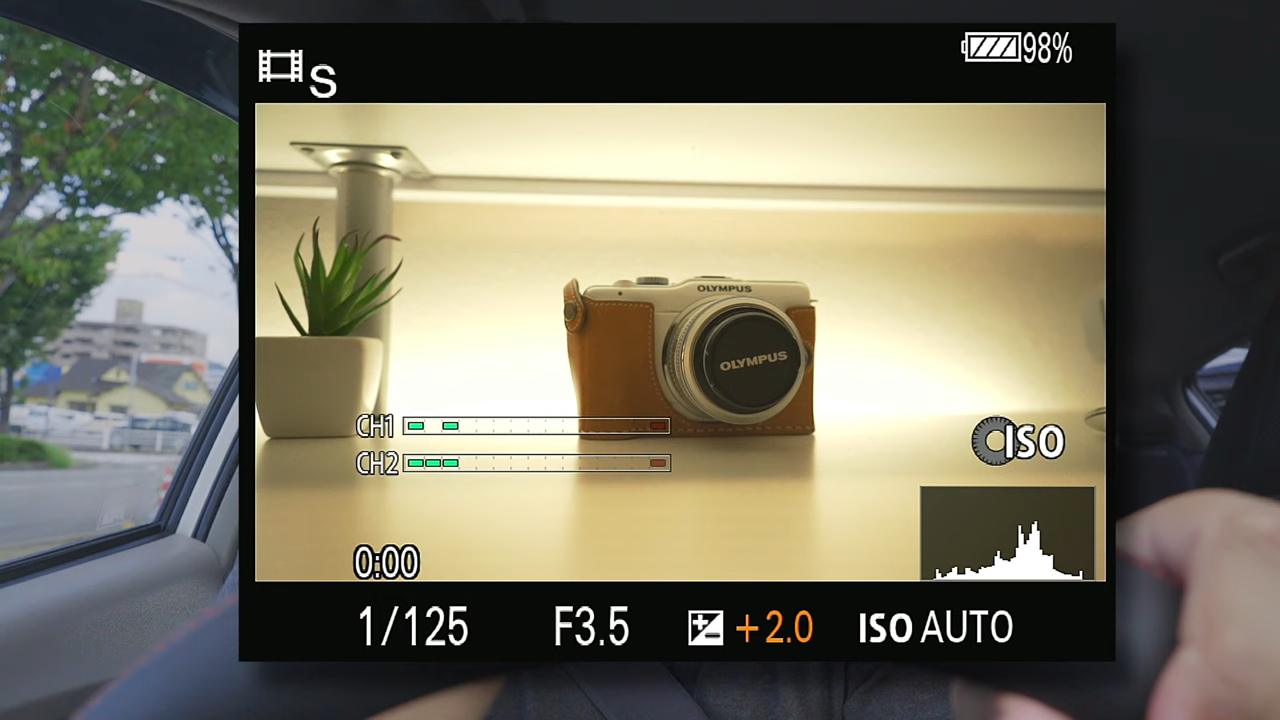 S
98%
OLYMPUS
OLYMPUS
CH1
CH2
ISO
0:00
1/125 F3.5 +2.0 ISO AUTO